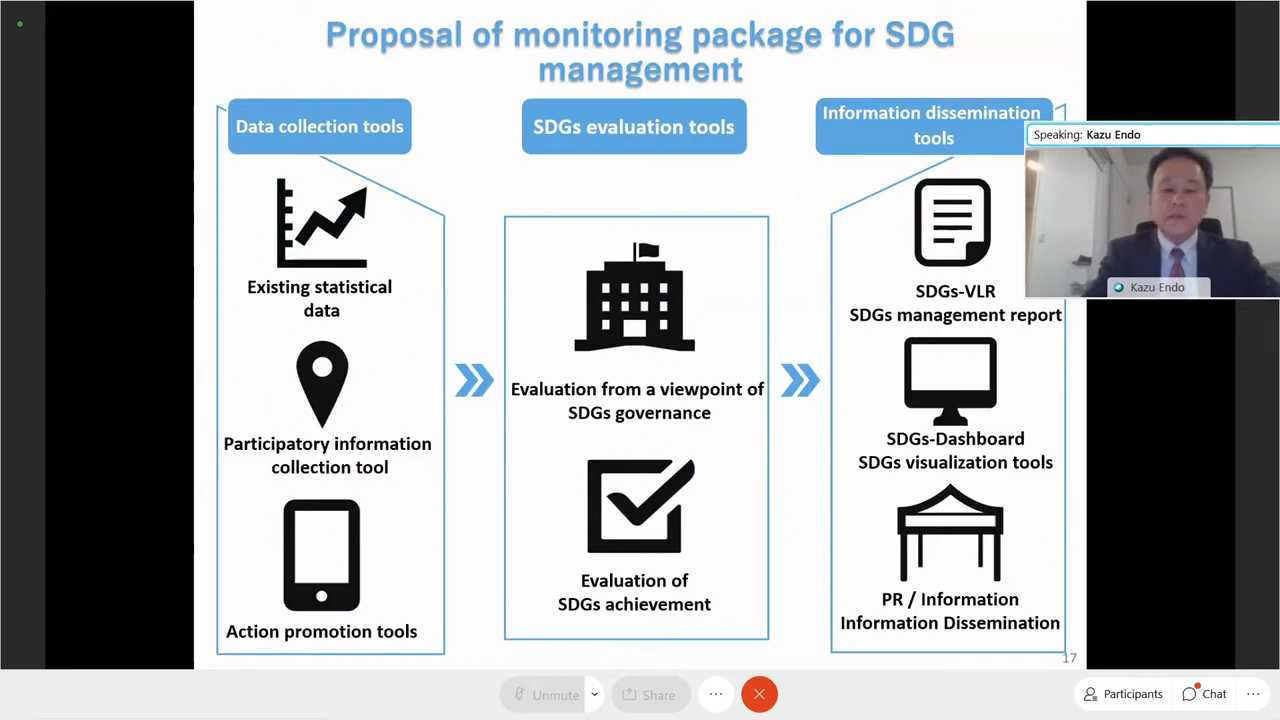 Proposal of monitoring package for SDG
management
Data collection tools
Existing statistical
data
Participatory information
collection tool
Action promotion tools
SDGs evaluation tools
Evaluation from a viewpoint of
SDGs governance
Evaluation of
SDGs achievement
Information dissemination
tools
SDGs-VLR
SDGs management report
SDGs-Dashboard
SDGs visualization tools
PR / Information
Information Dissemination
17
Speaking: Kazu Endo
Kazu Endo
Unmute
Share
Participants
Chat